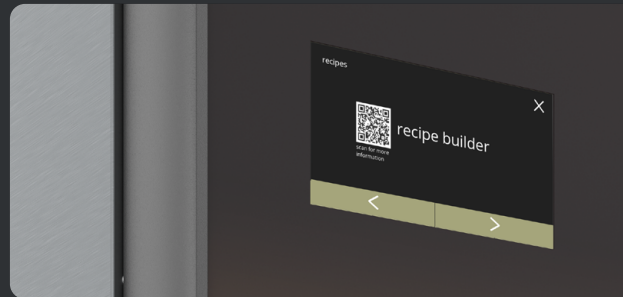 recipes
X
recipe builder
scan for more
information
< >